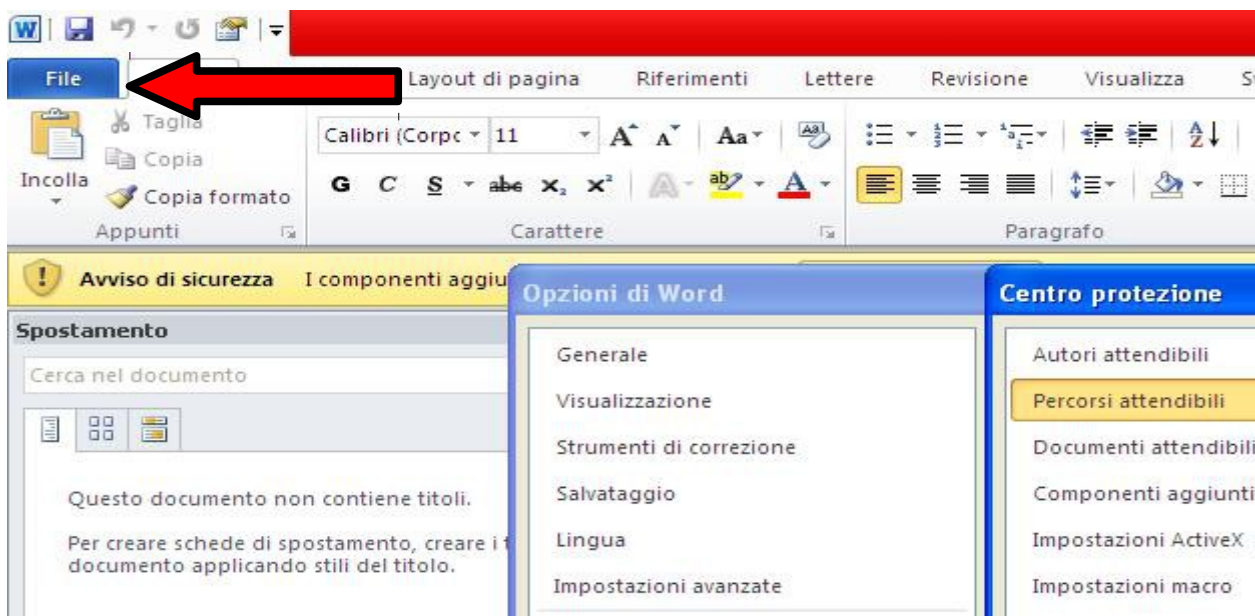 File
Layout di pagina
Riferimenti
Lettere
Revisione
Visualizza
Incolla
Taglia
Copia
Copia formato
Appunti
Calibri (Corpc
11
Aa
G C S abc x₂ x²
Carattere
Paragrafo
Avviso di sicurezza
I componenti aggiu
Spostamento
Cerca nel documento
Questo documento non contiene titoli.
Per creare schede di spostamento, creare i t
documento applicando stili del titolo.
Opzioni di Word
Generale
Visualizzazione
Strumenti di correzione
Salvataggio
Lingua
Impostazioni avanzate
Centro protezione
Autori attendibili
Percorsi attendibili
Documenti attendibili
Componenti aggiunti
Impostazioni ActiveX
Impostazioni macro